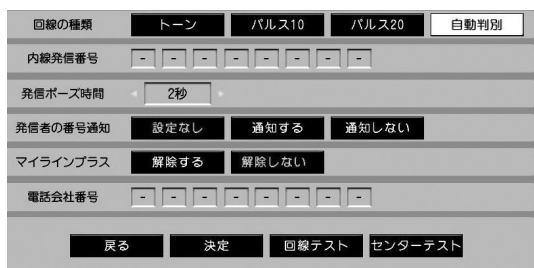 回線の種類 トーン パルス10 パルス20 自動判別
内線発信番号 - - - - - - - -
発信ポーズ時間 2秒
発信者の番号通知 設定なし 通知する 通知しない
マイラインプラス 解除する 解除しない
電話会社番号 - - - - - - - -
戻る 決定 回線テスト センターテスト